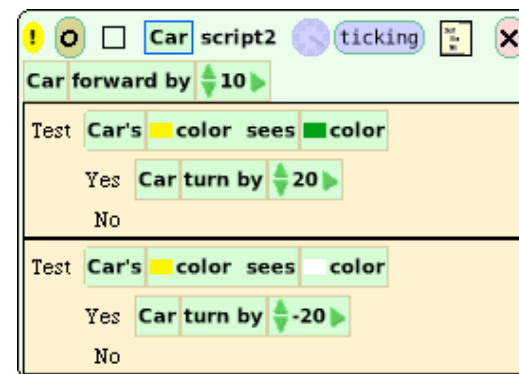 ! Car script2 ticking
Car forward by 10
Test Car's color sees color
Yes Car turn by 20
No
Test Car's color sees color
Yes Car turn by -20
No